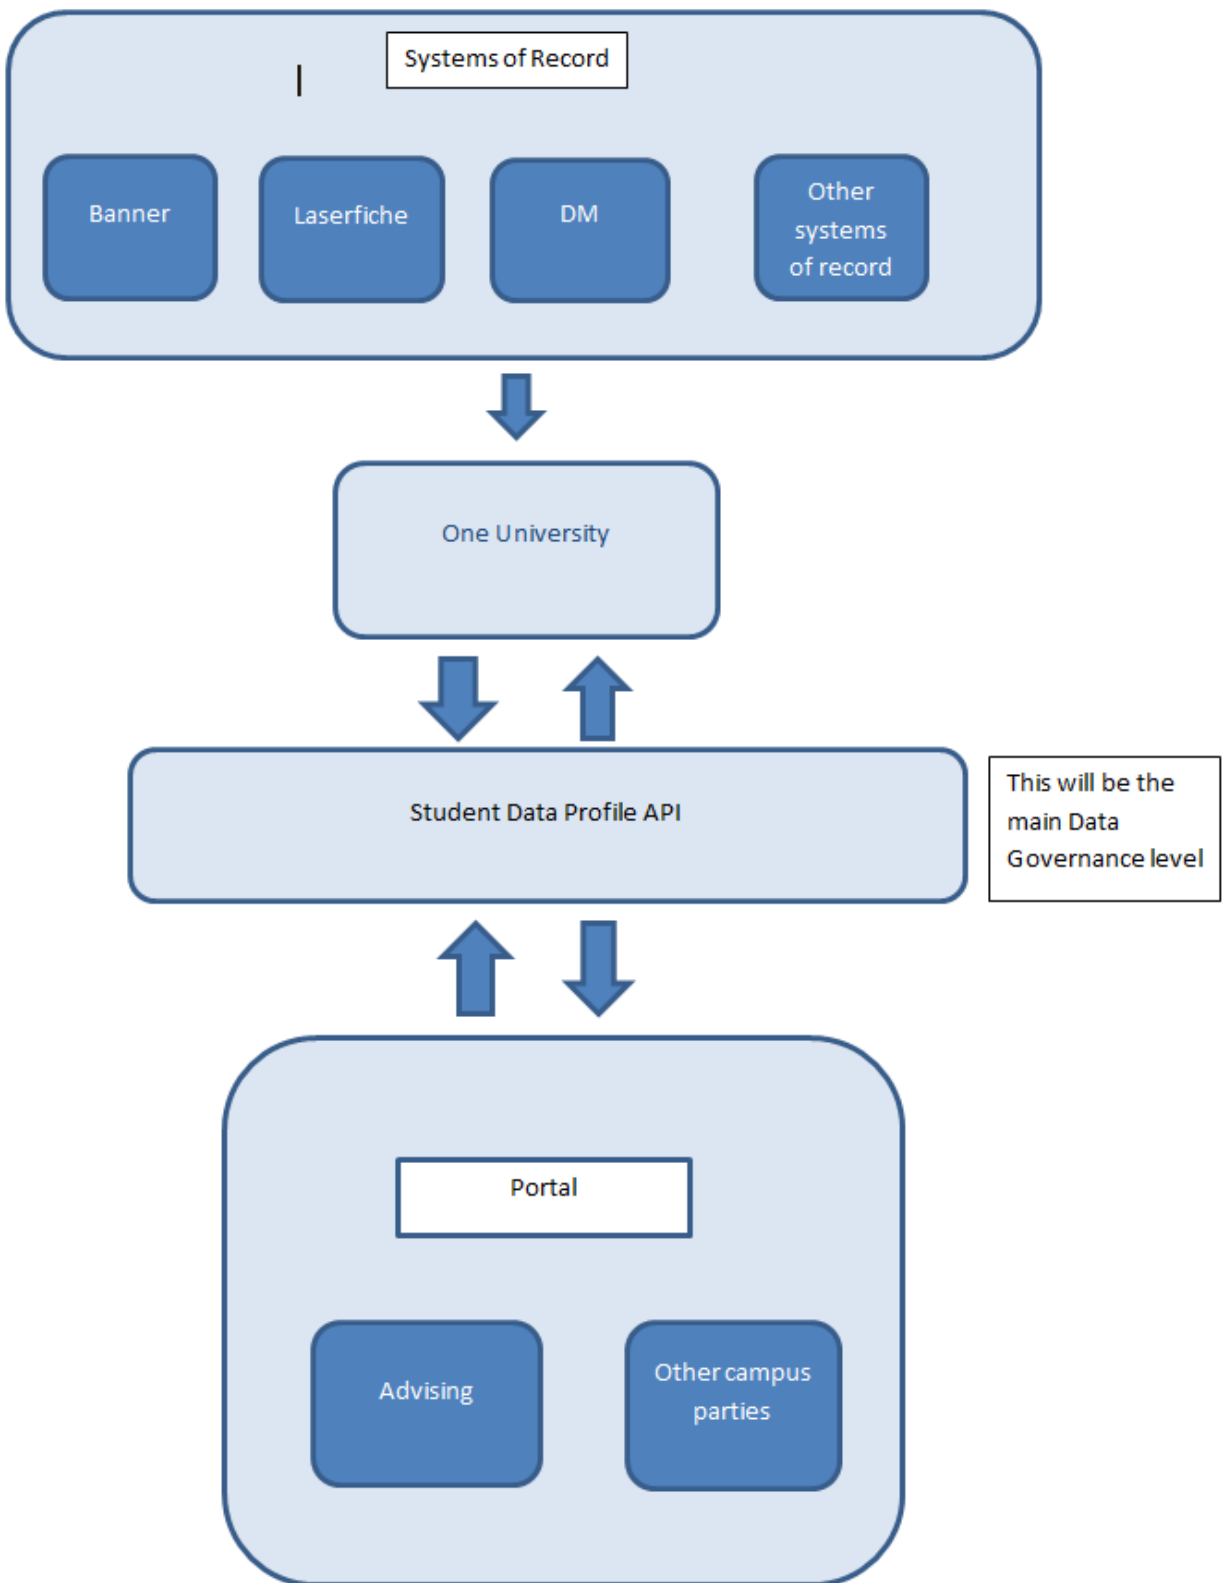 Systems of Record
Banner
Laserfiche
DM
Other
systems
of record
One University
Student Data Profile API
This will be the
main Data
Governance level
Portal
Advising
Other campus
parties